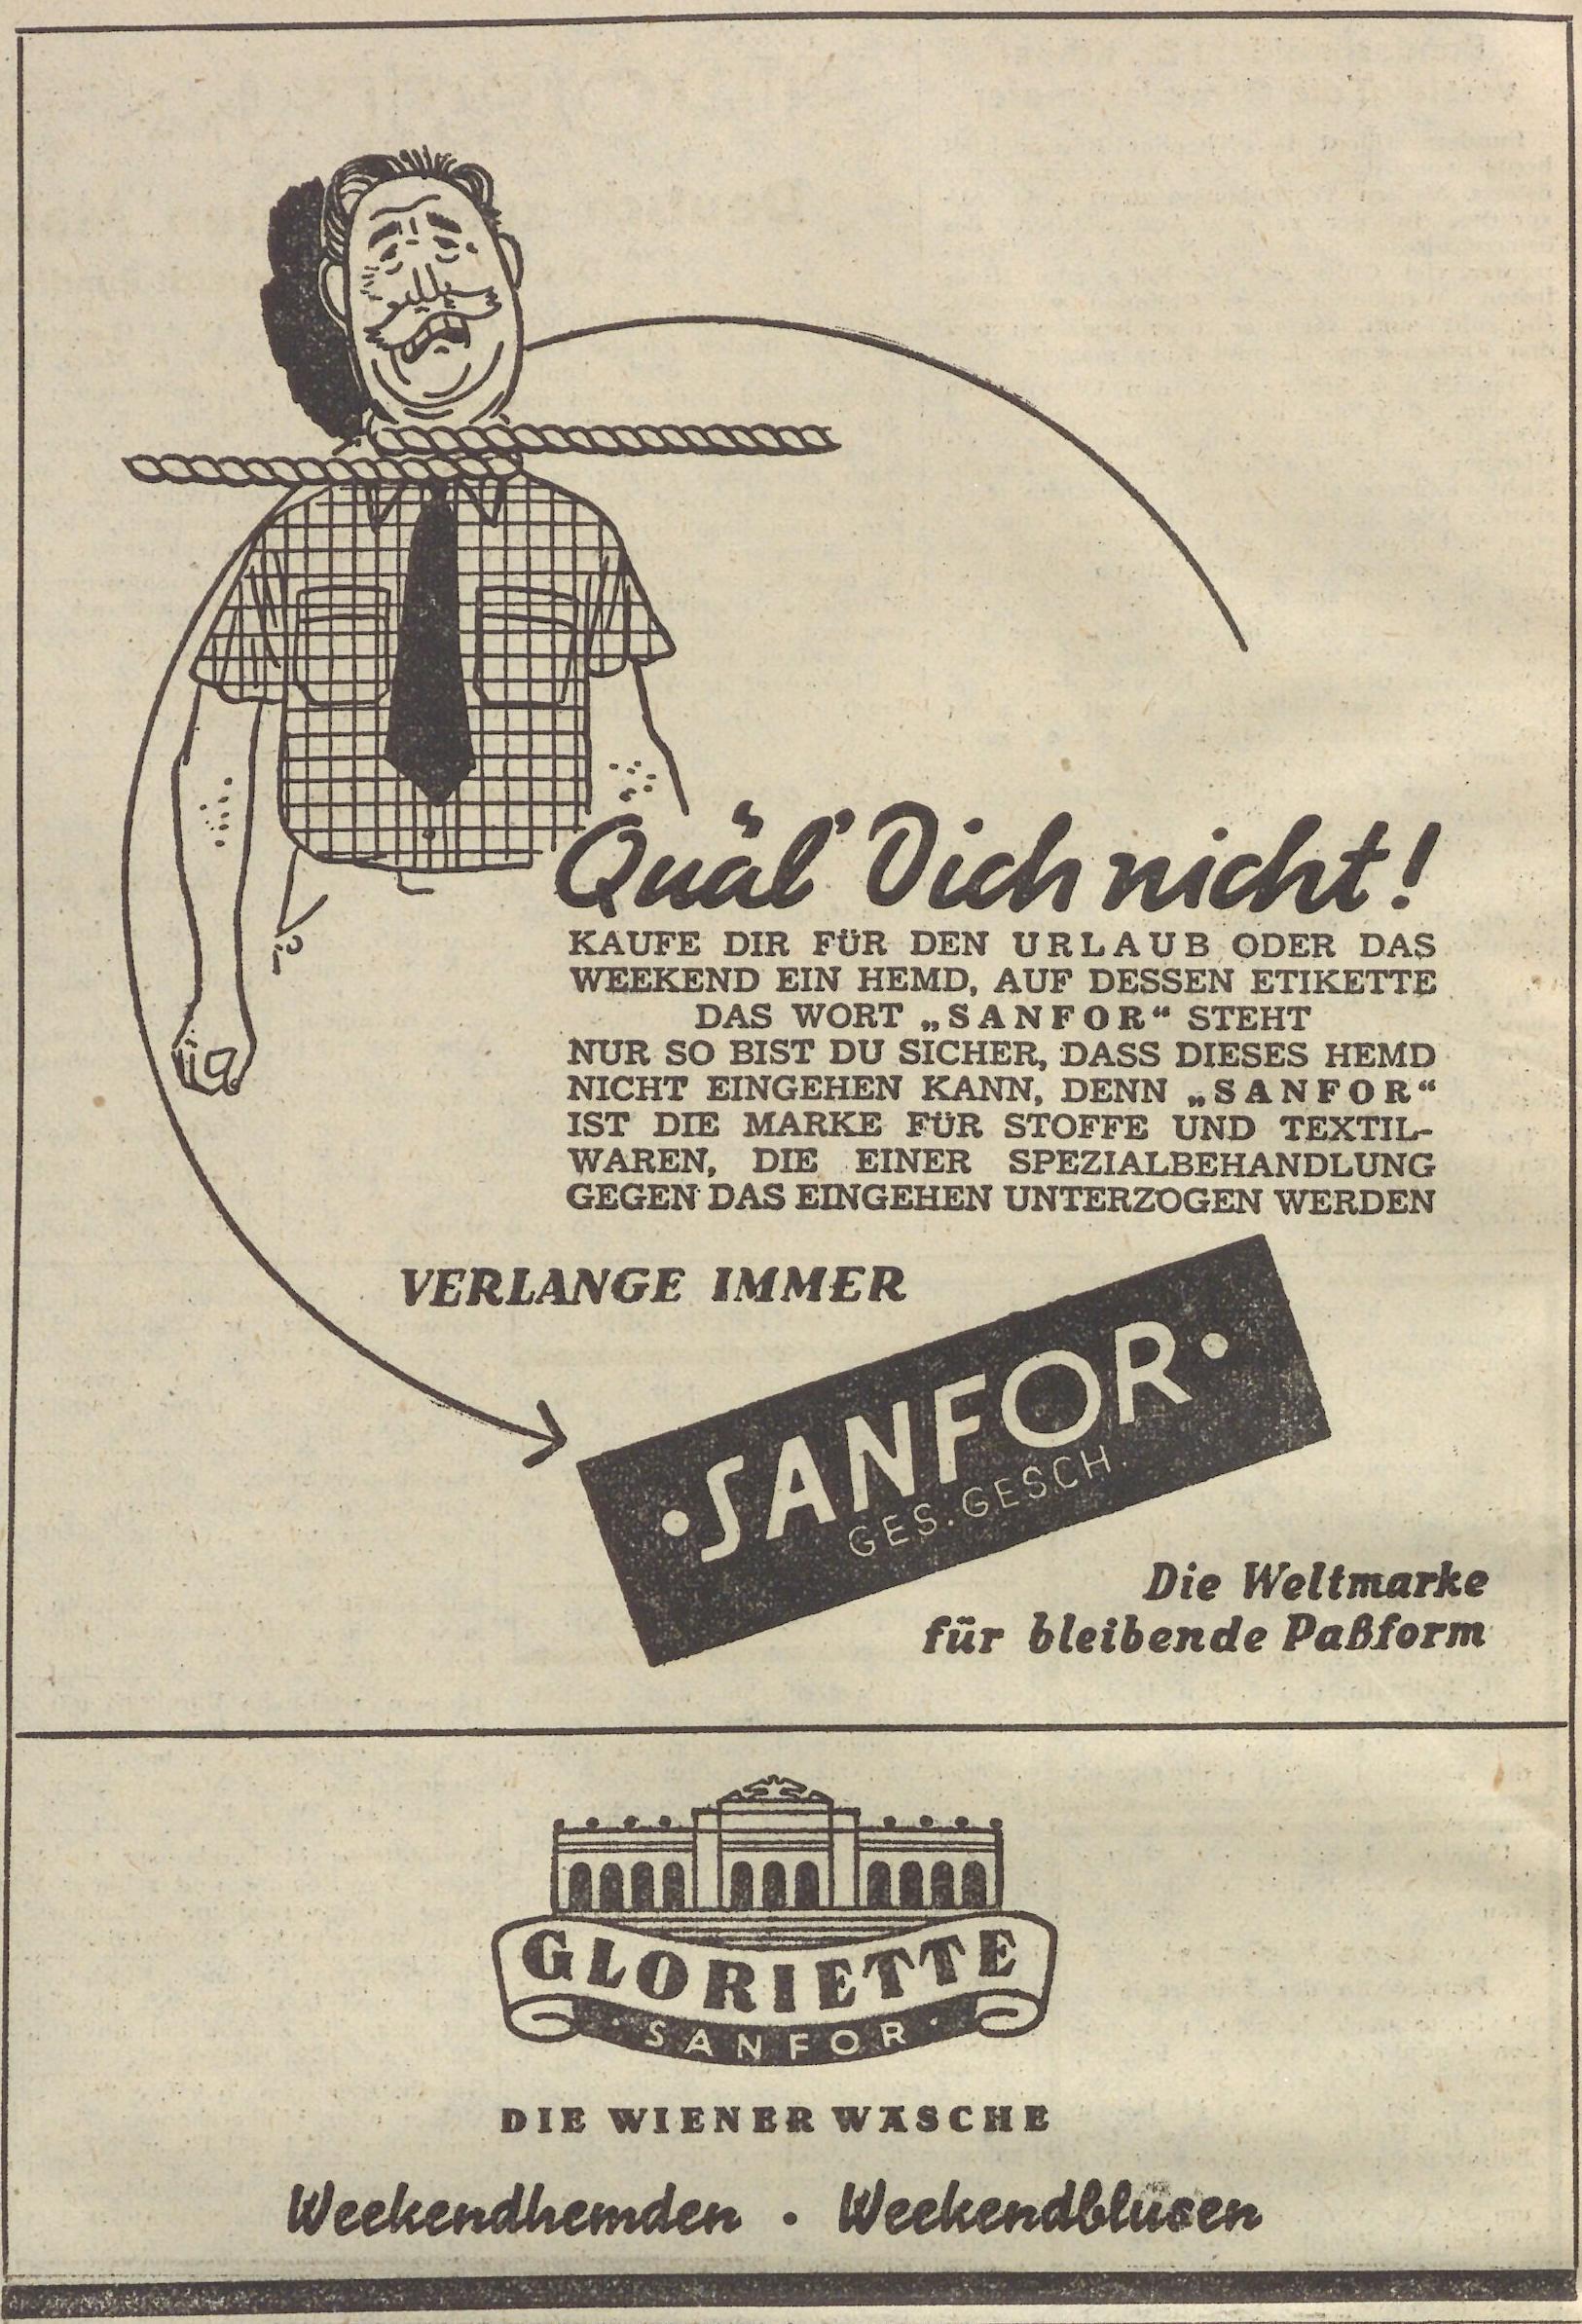 Quäl' Dich nicht!
KAUFE DIR FÜR DEN URLAUB ODER DAS
WEEKEND EIN HEMD, AUF DESSEN ETIKETTE
DAS WORT „SANFOR“ STEHT
NUR SO BIST DU SICHER, DASS DIESES HEMD
NICHT EINGEHEN KANN, DENN „SANFOR“
IST DIE MARKE FÜR STOFFE UND TEXTIL-
WAREN, DIE EINER SPEZIALBEHANDLUNG
GEGEN DAS EINGEHEN UNTERZOGEN WERDEN
VERLANGE IMMER
·SANFOR·
GES. GESCH.
Die Weltmarke
für bleibende Paßform
GLORIETTE
·SANFOR·
DIE WIENER WÄSCHE
Weekendhemden · Weekendblusen